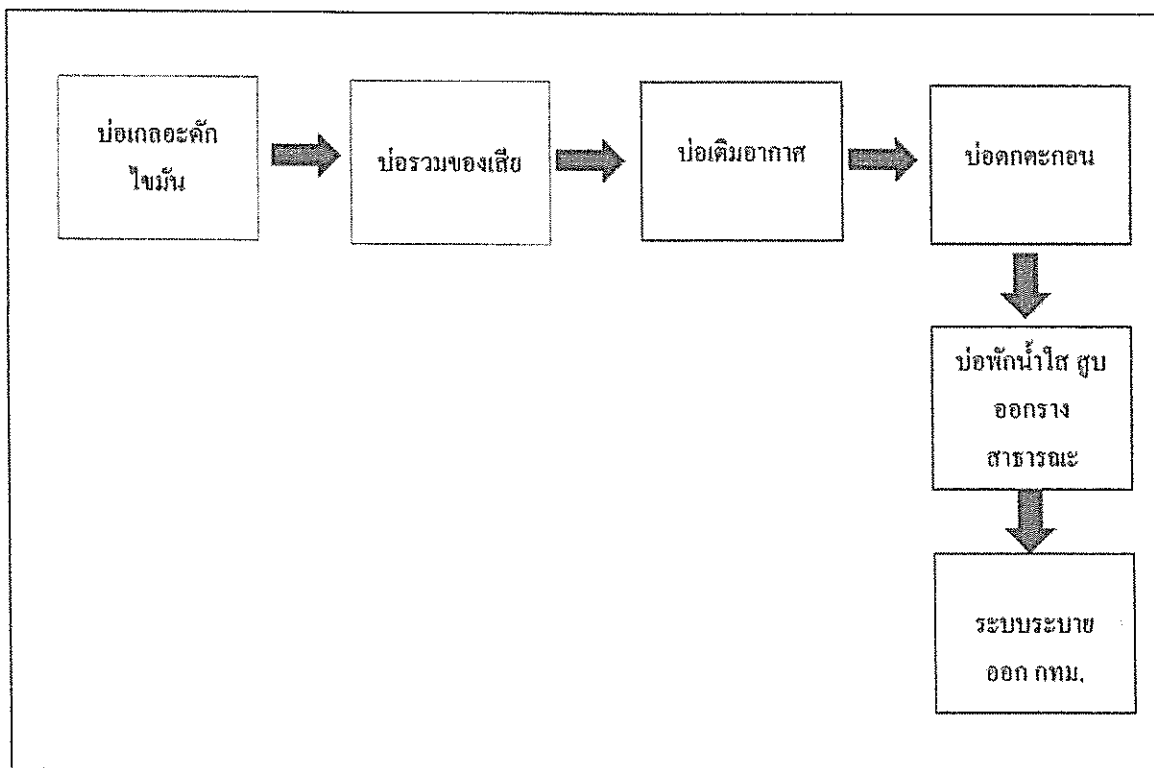 บ่อเกลอะดัก
ไขมัน
บ่อรวมของเสีย
บ่อเติมอากาศ
บ่อตกตะกอน
บ่อพักน้ำใส สูบ
ออกราง
สาธารณะ
ระบบระบาย
ออก กทม.